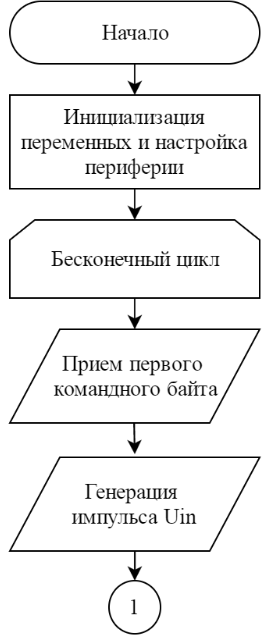 Начало
Инициализация
переменных и настройка
периферии
Бесконечный цикл
Прием первого
командного байта
Генерация
импульса Uin
1